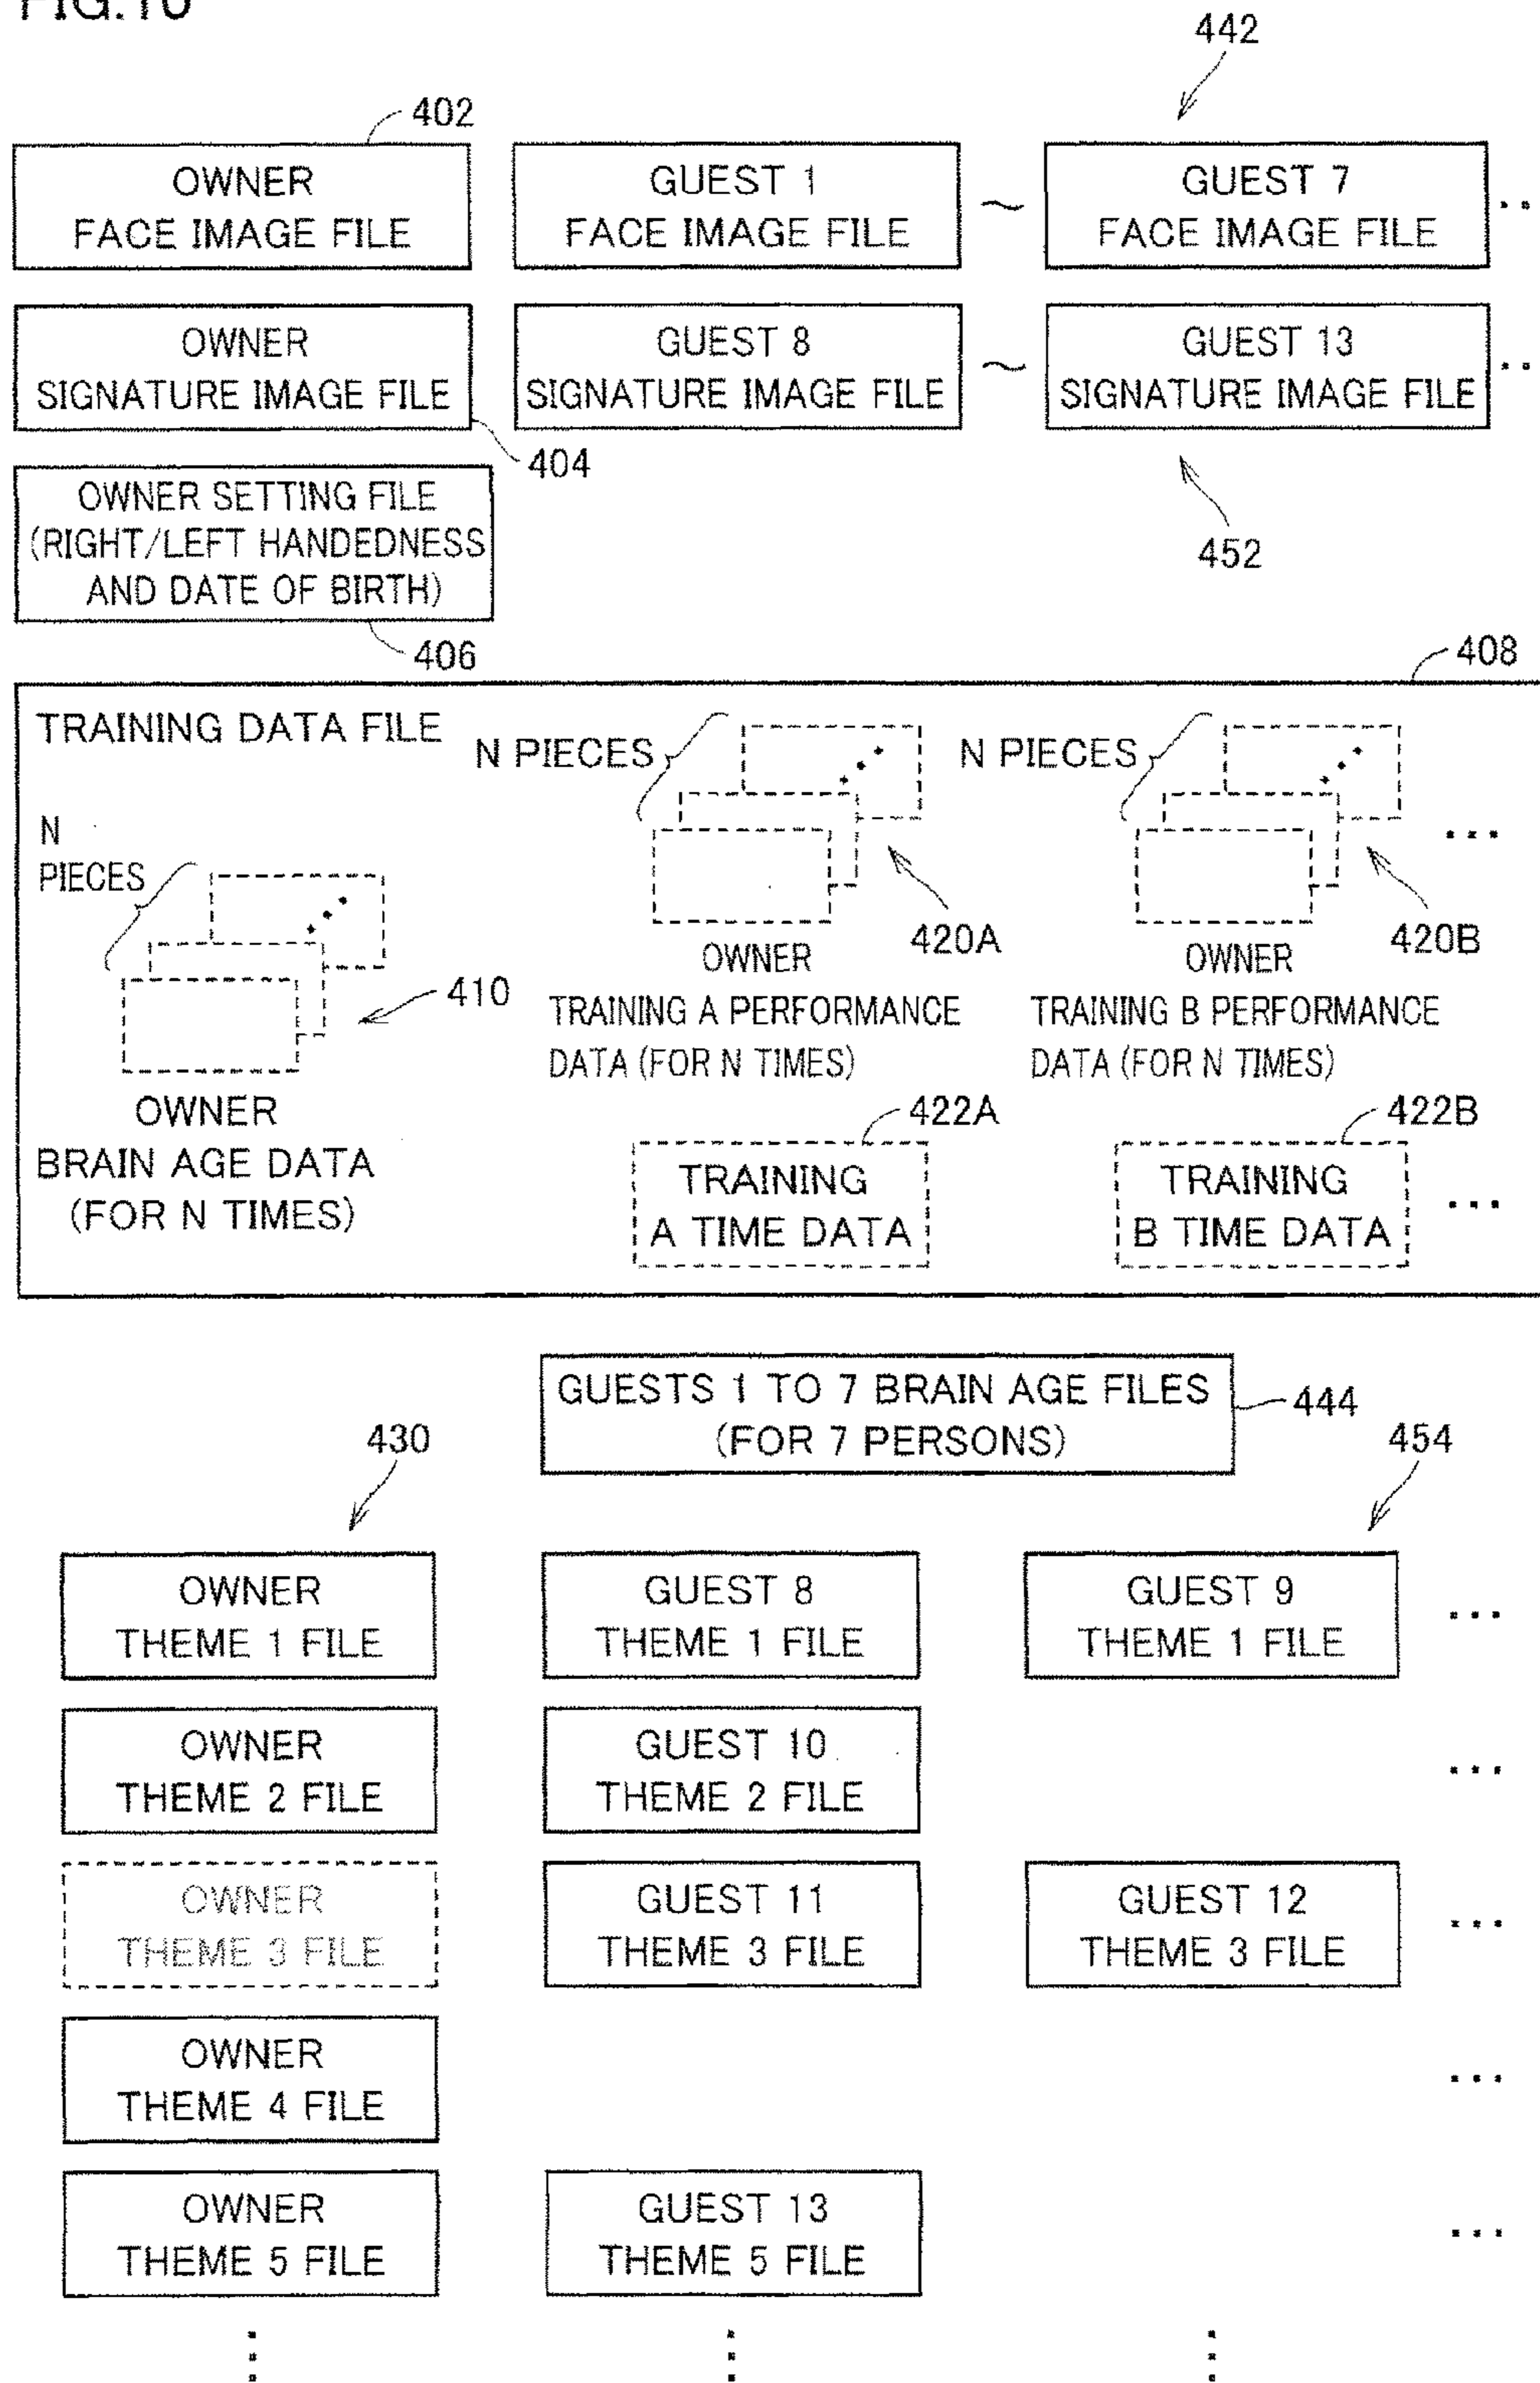 FIG.10
442
402
OWNER
FACE IMAGE FILE
GUEST 1
FACE IMAGE FILE
~
GUEST 7
FACE IMAGE FILE
OWNER
SIGNATURE IMAGE FILE
GUEST 8
SIGNATURE IMAGE FILE
~
GUEST 13
SIGNATURE IMAGE FILE
404
452
OWNER SETTING FILE
(RIGHT/LEFT HANDEDNESS
AND DATE OF BIRTH)
406
408
TRAINING DATA FILE
N
PIECES
410
OWNER
BRAIN AGE DATA
(FOR N TIMES)
N PIECES
420A
OWNER
TRAINING A PERFORMANCE
DATA (FOR N TIMES)
422A
TRAINING
A TIME DATA
N PIECES
...
420B
OWNER
TRAINING B PERFORMANCE
DATA (FOR N TIMES)
422B
TRAINING
B TIME DATA
...
GUESTS 1 TO 7 BRAIN AGE FILES
(FOR 7 PERSONS)
444
430
454
OWNER
THEME 1 FILE
GUEST 8
THEME 1 FILE
GUEST 9
THEME 1 FILE
...
OWNER
THEME 2 FILE
GUEST 10
THEME 2 FILE
...
OWNER
THEME 3 FILE
GUEST 11
THEME 3 FILE
GUEST 12
THEME 3 FILE
...
OWNER
THEME 4 FILE
...
OWNER
THEME 5 FILE
GUEST 13
THEME 5 FILE
...